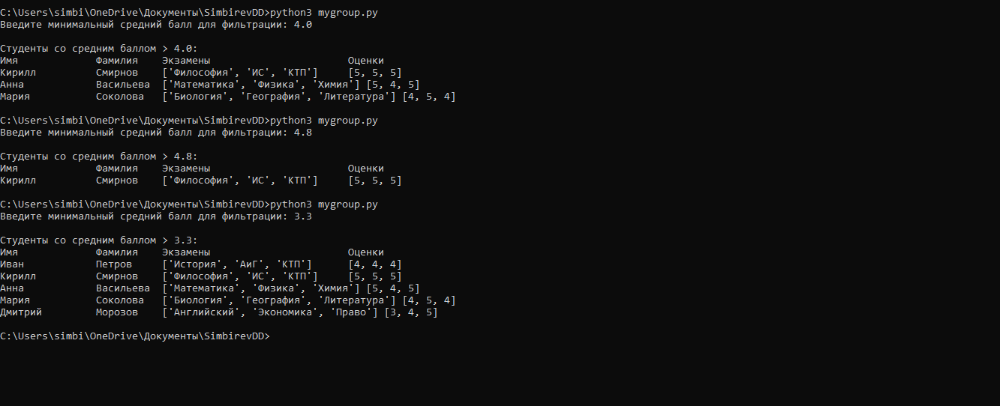 C:\Users\simbi\OneDrive\Документы\SimbirevDD>python3 mygroup.py
Введите минимальный средний балл для фильтрации: 4.0
Студенты со средним баллом > 4.0:
Имя             Фамилия    Экзамены                       Оценки
Кирилл          Смирнов    ['Философия', 'ИС', 'КТП']     [5, 5, 5]
Анна            Васильева  ['Математика', 'Физика', 'Химия'] [5, 4, 5]
Мария           Соколова   ['Биология', 'География', 'Литература'] [4, 5, 4]
C:\Users\simbi\OneDrive\Документы\SimbirevDD>python3 mygroup.py
Введите минимальный средний балл для фильтрации: 4.8
Студенты со средним баллом > 4.8:
Имя             Фамилия    Экзамены                       Оценки
Кирилл          Смирнов    ['Философия', 'ИС', 'КТП']     [5, 5, 5]
C:\Users\simbi\OneDrive\Документы\SimbirevDD>python3 mygroup.py
Введите минимальный средний балл для фильтрации: 3.3
Студенты со средним баллом > 3.3:
Имя             Фамилия    Экзамены                       Оценки
Иван            Петров     ['История', 'АиГ', 'КТП']      [4, 4, 4]
Кирилл          Смирнов    ['Философия', 'ИС', 'КТП']     [5, 5, 5]
Анна            Васильева  ['Математика', 'Физика', 'Химия'] [5, 4, 5]
Мария           Соколова   ['Биология', 'География', 'Литература'] [4, 5, 4]
Дмитрий         Морозов    ['Английский', 'Экономика', 'Право'] [3, 4, 5]
C:\Users\simbi\OneDrive\Документы\SimbirevDD>